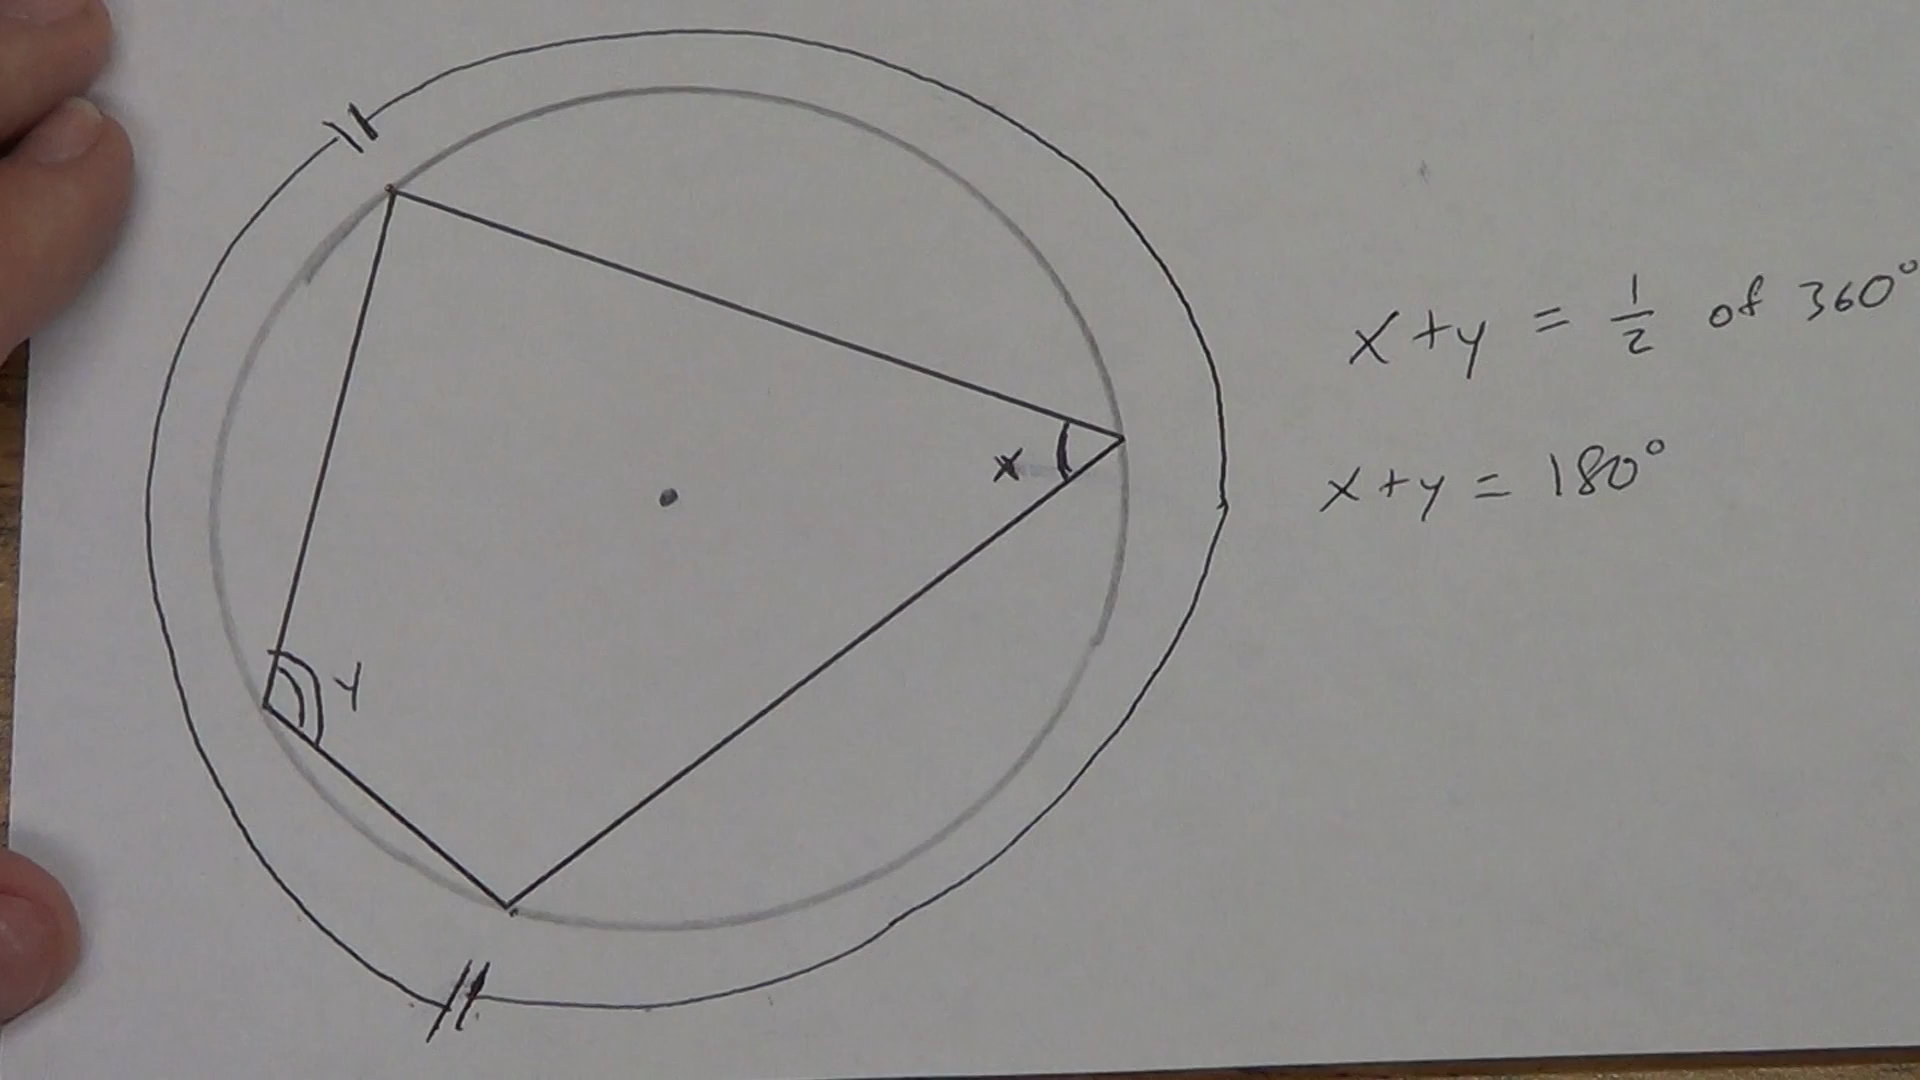 x + y = 1/2 of 360°
x + y = 180°
x
y